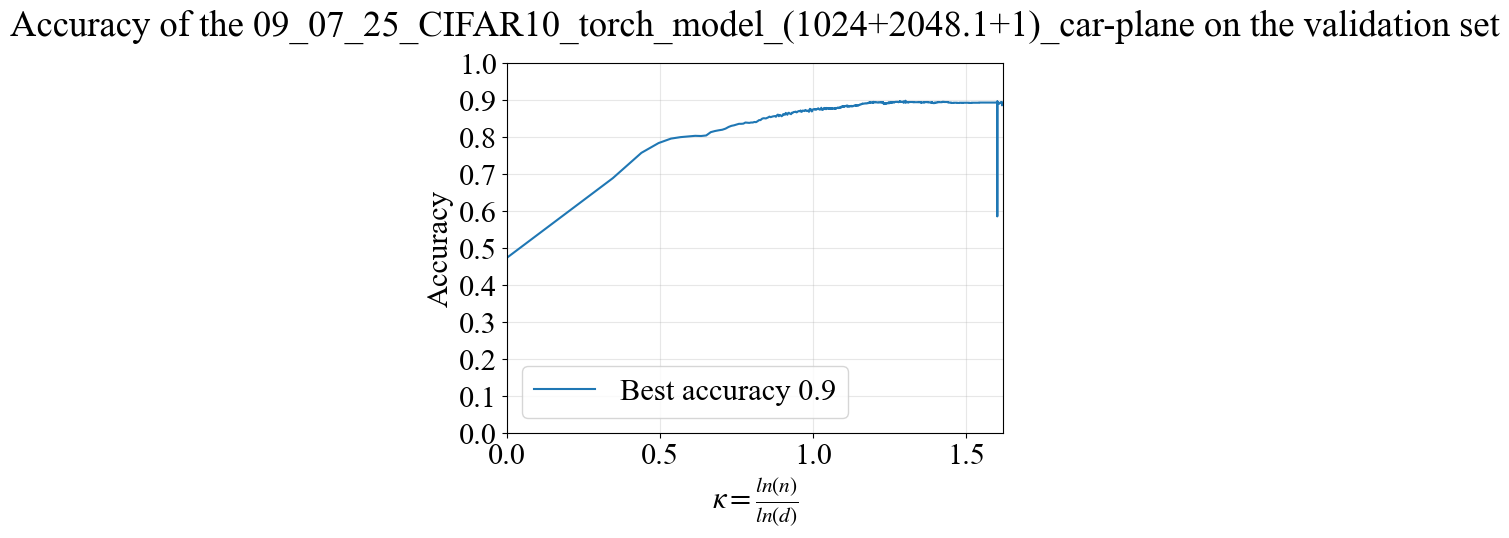 Accuracy of the 09_07_25_CIFAR10_torch_model_(1024+2048.1+1)_car-plane on the validation set
1.0
0.9
0.8
0.7
0.6
0.5
0.4
0.3
0.2
0.1
0.0
Accuracy
Best accuracy 0.9
0.0 0.5 1.0 1.5
κ = ln(n) / ln(d)